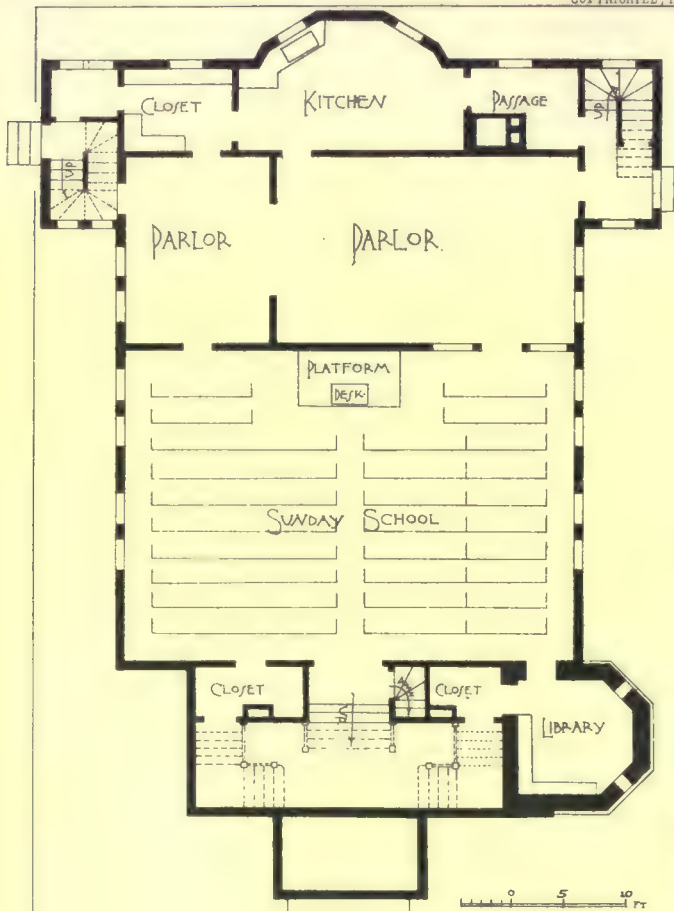 CLOSET
KITCHEN
PASSAGE
UP
UP
PARLOR
PARLOR.
PLATFORM
DESK.
SUNDAY SCHOOL
CLOSET
UP
CLOSET
LIBRARY
0 5 10
FT